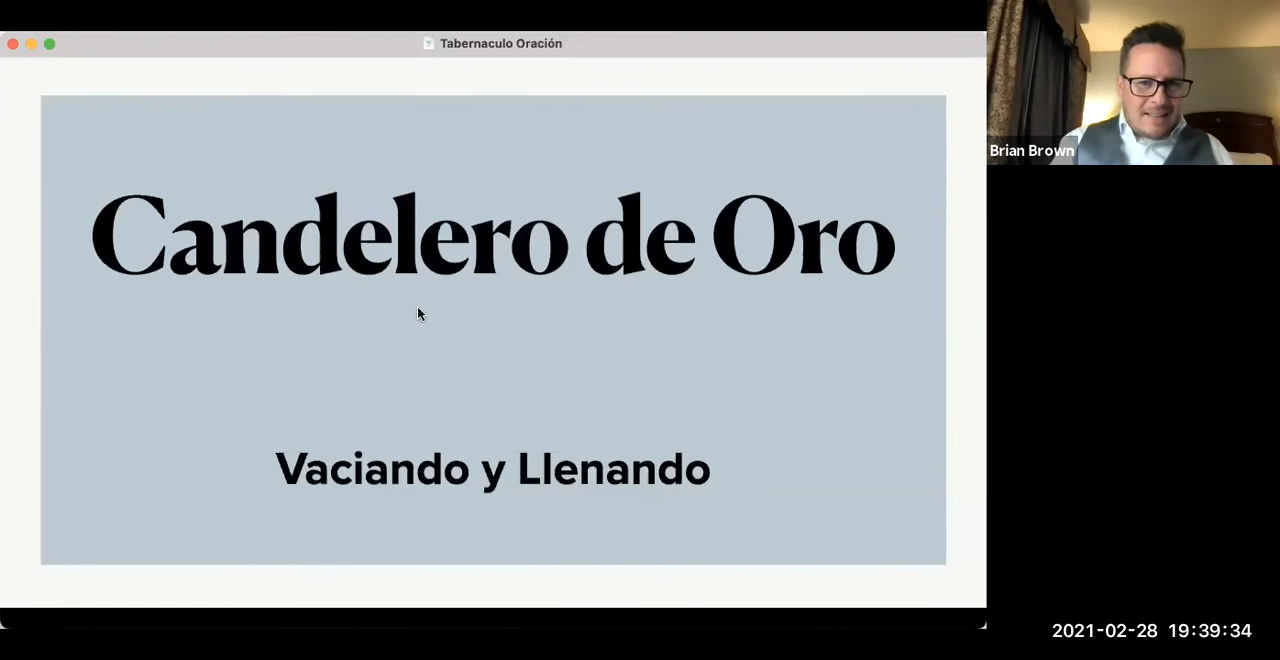 Tabernaculo Oración
Candelero de Oro
Vaciando y Llenando
Brian Brown
2021-02-28 19:39:34